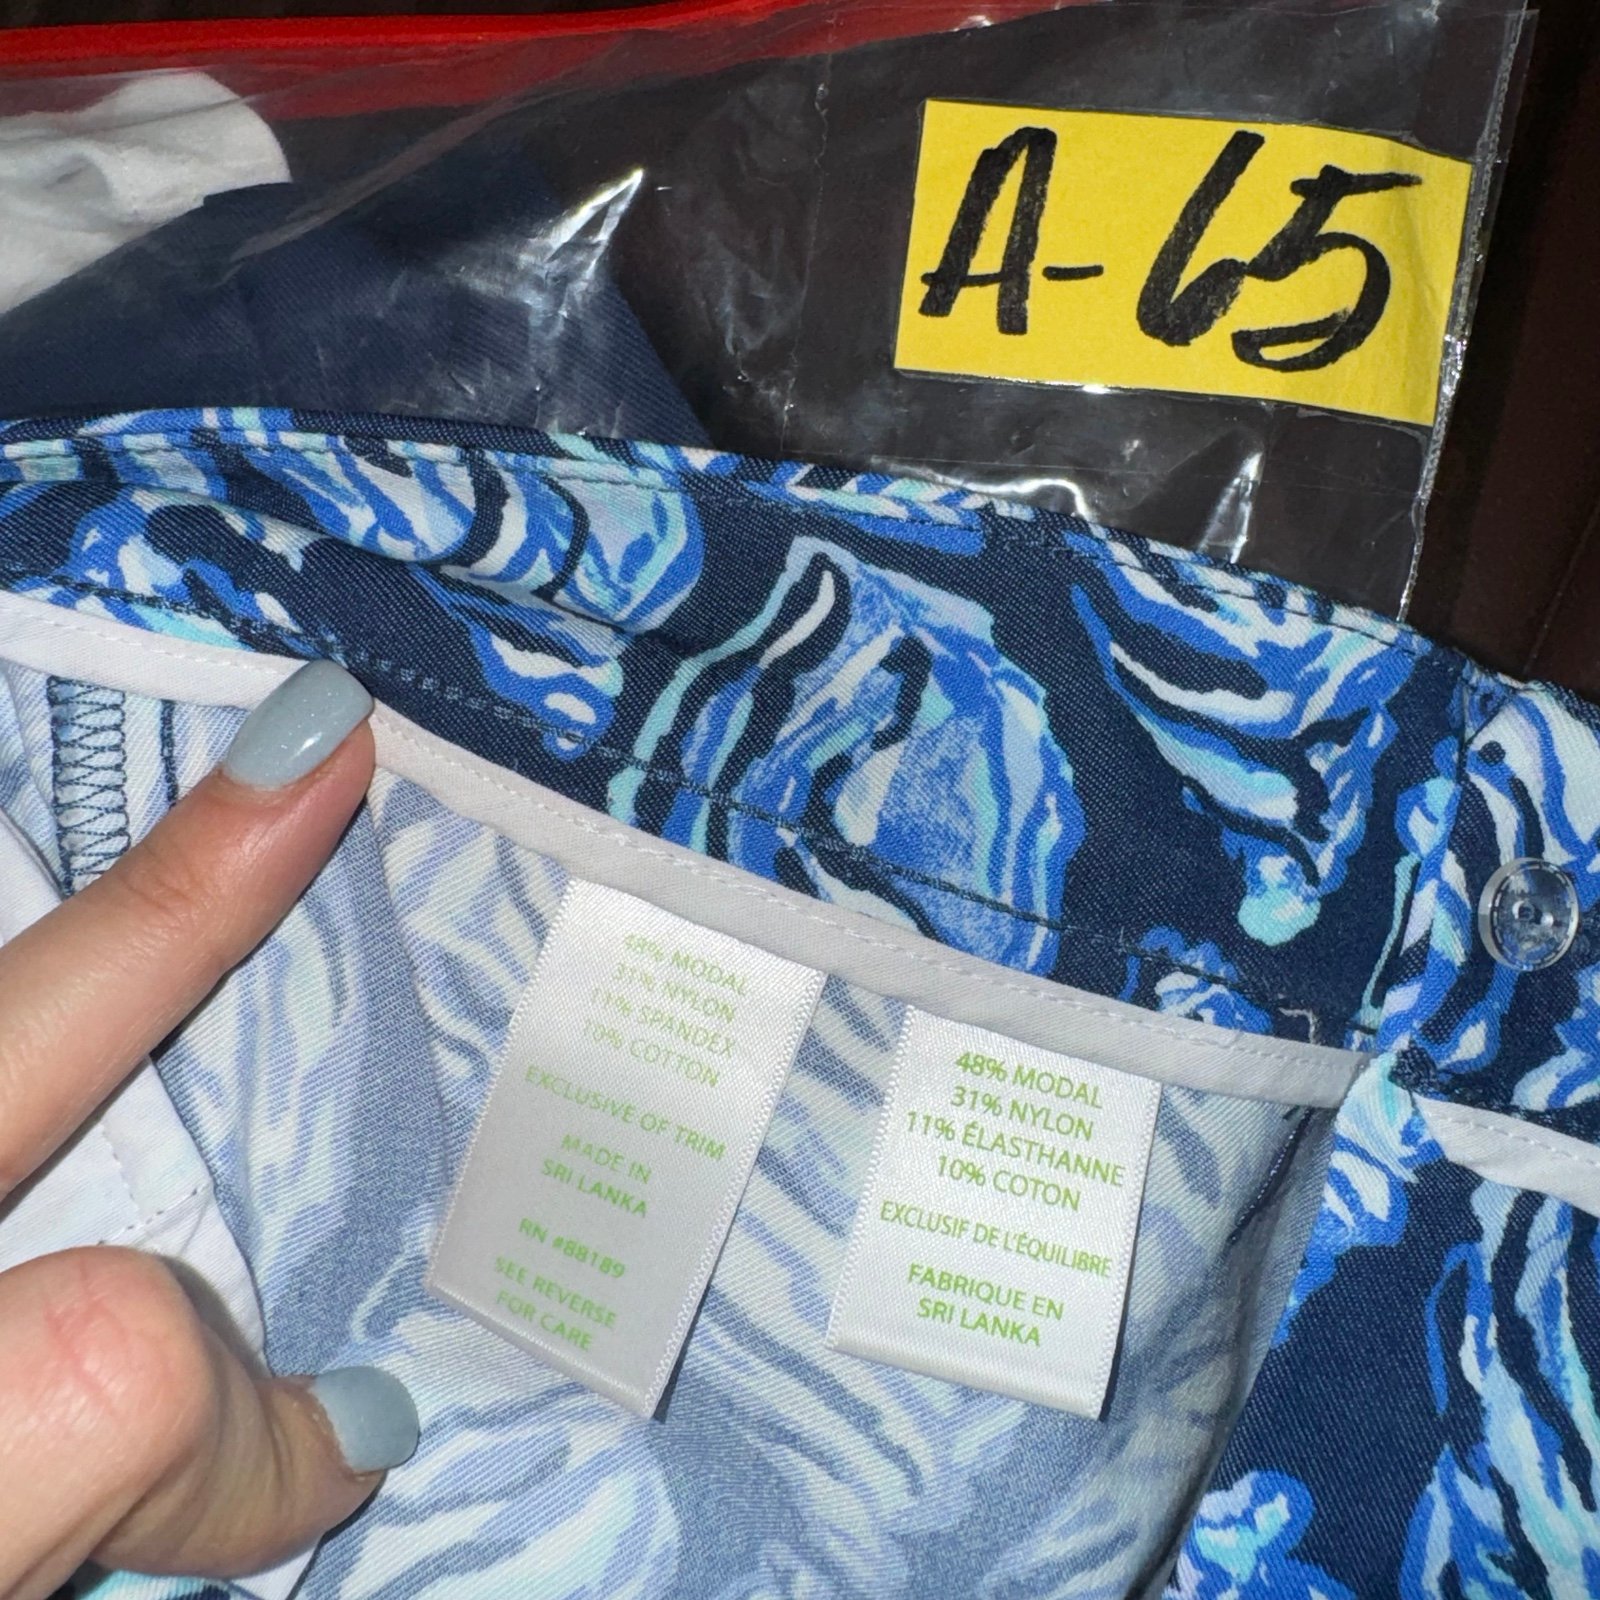 A-65
48% MODAL
31% NYLON
11% SPANDEX
10% COTTON
EXCLUSIVE OF TRIM
MADE IN
SRI LANKA
RN #88189
SEE REVERSE
FOR CARE
48% MODAL
31% NYLON
11% ÉLASTHANNE
10% COTON
EXCLUSIF DE L'ÉQUILIBRE
FABRIQUE EN
SRI LANKA